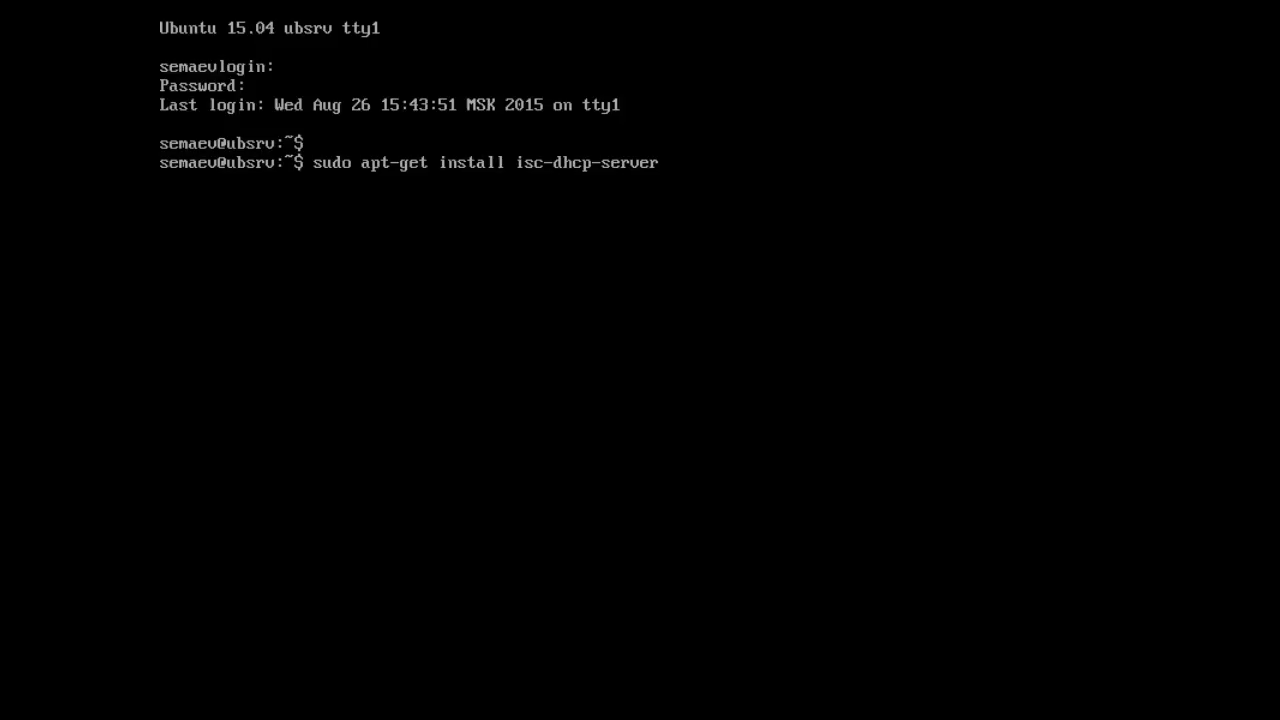 Ubuntu 15.04 ubsrv tty1
semaevlogin:
Password:
Last login: Wed Aug 26 15:43:51 MSK 2015 on tty1
semaev@ubsrv:~$
semaev@ubsrv:~$ sudo apt-get install isc-dhcp-server